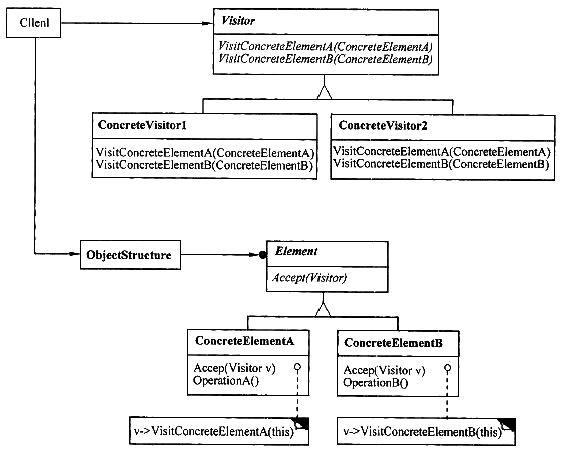 Client
Visitor
VisitConcreteElementA(ConcreteElementA)
VisitConcreteElementB(ConcreteElementB)
ConcreteVisitor1
VisitConcreteElementA(ConcreteElementA)
VisitConcreteElementB(ConcreteElementB)
ConcreteVisitor2
VisitConcreteElementA(ConcreteElementA)
VisitConcreteElementB(ConcreteElementB)
ObjectStructure
Element
Accept(Visitor)
ConcreteElementA
Accep(Visitor v)
OperationA()
ConcreteElementB
Accep(Visitor v)
OperationB()
v->VisitConcreteElementA(this)
v->VisitConcreteElementB(this)